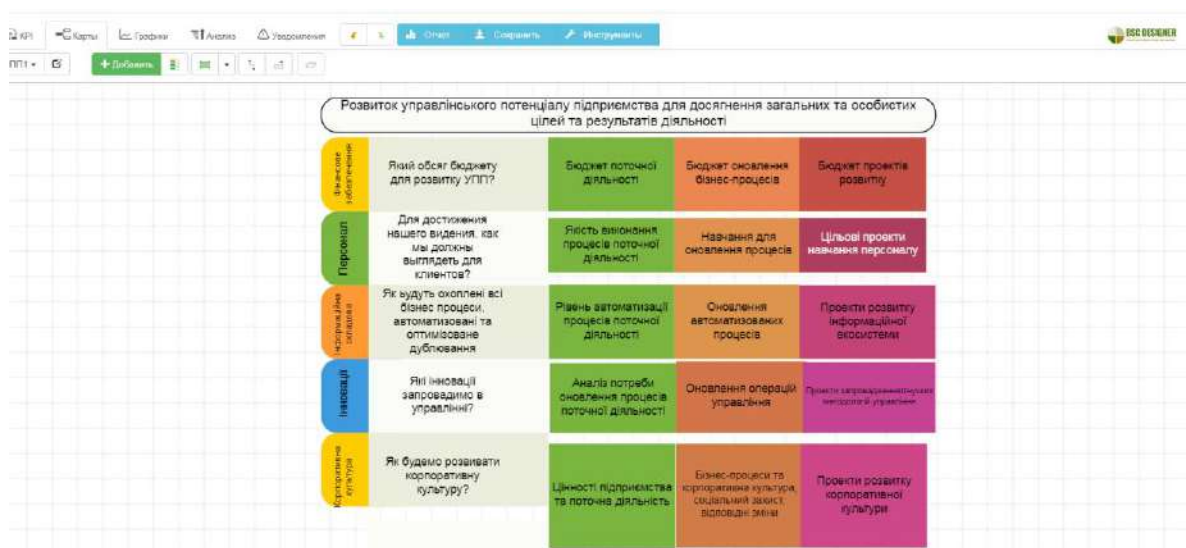 KPI Карты Графики Анализ Уведомления Отчет Сохранить Инструменты BSC DESIGNER
Добавить
Розвиток управлінського потенціалу підприємства для досягнення загальних та особистих
цілей та результатів діяльності
Фінансове
забезпечення
Який обсяг бюджету
для розвитку УПП?
Бюджет поточної
діяльності
Бюджет оновлення
бізнес-процесів
Бюджет проектів
розвитку
Персонал
Для достижения
нашего видения, как
мы должны
выглядеть для
клиентов?
Якість виконання
процесів поточної
діяльності
Навчання для
оновлення процесів
Цільові проекти
навчання персоналу
Інформаційна
складова
Як будуть охоплені всі
бізнес процеси,
автоматизовані та
оптимізоване
дублювання
Рівень автоматизації
процесів поточної
діяльності
Оновлення
автоматизованих
процесів
Проекти розвитку
інформаційної
екосистеми
Інновації
Які інновації
запровадимо в
управлінні?
Аналіз потреби
оновлення процесів
поточної діяльності
Оновлення операцій
управління
Проекти
методологій управління
Корпоративна
культура
Як будемо розвивати
корпоративну
культуру?
Цінності підприємства
та поточна діяльність
Бізнес-процеси та
корпоративна культура,
соціальний захист,
відповідні зміни
Проекти розвитку
корпоративної
культури